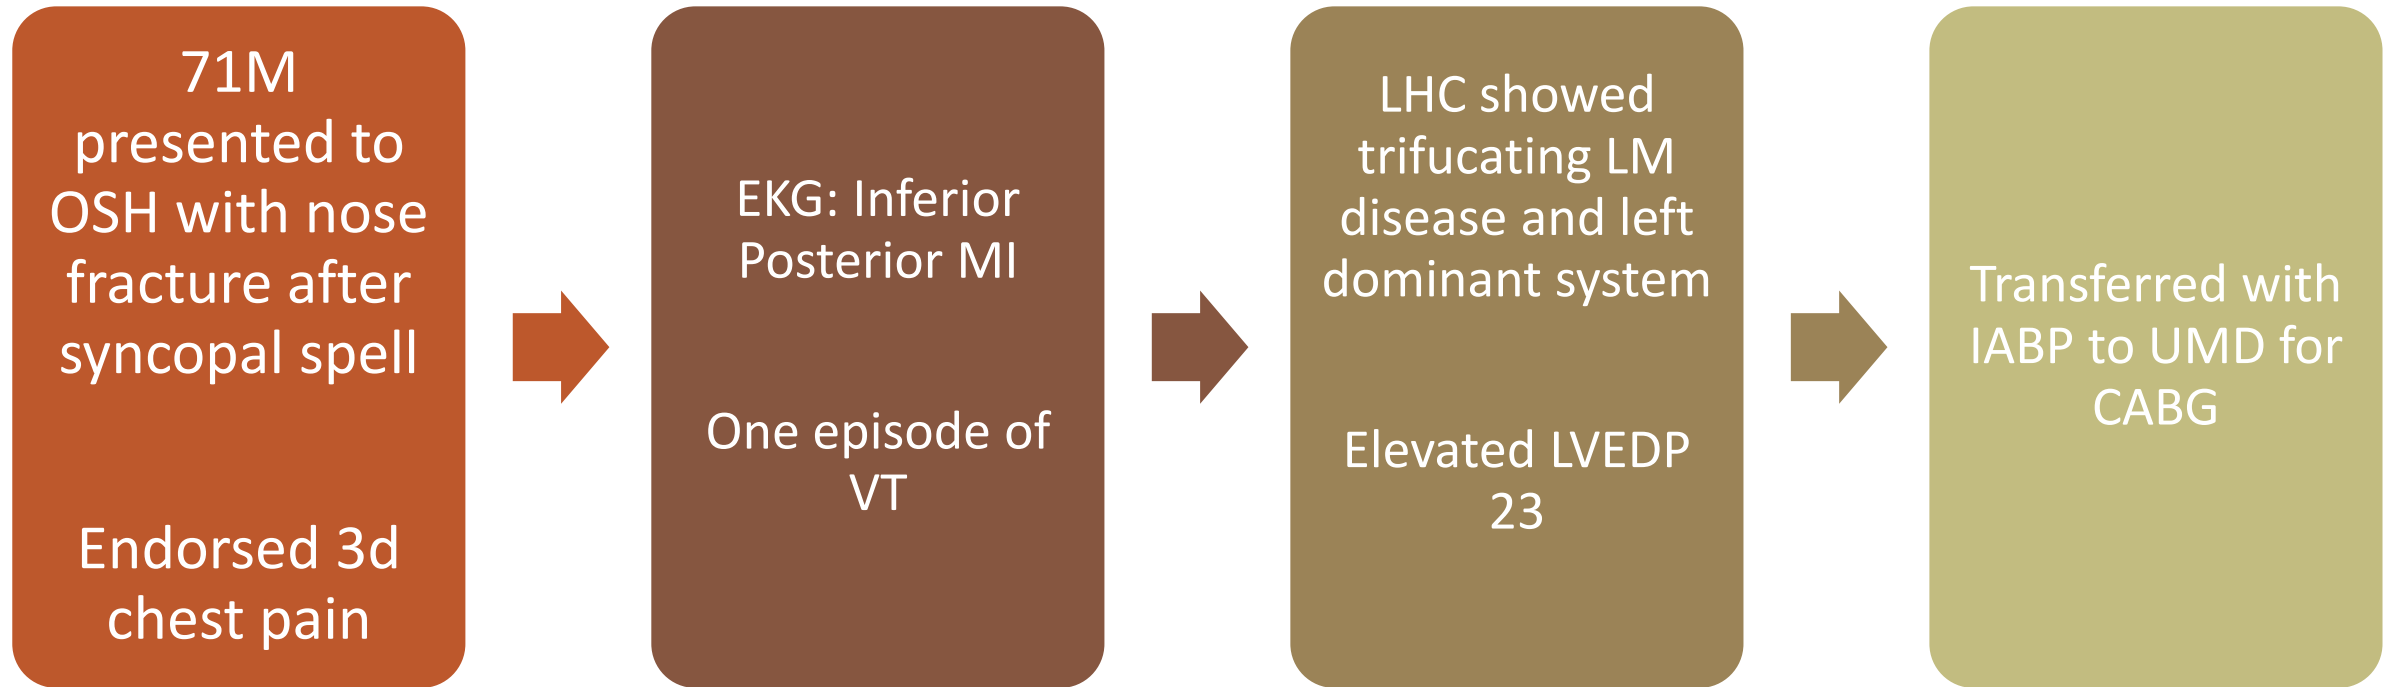 71M
presented to
OSH with nose
fracture after
syncopal spell
Endorsed 3d
chest pain
EKG: Inferior
Posterior MI
One episode of
VT
LHC showed
trifucating LM
disease and left
dominant system
Elevated LVEDP
23
Transferred with
IABP to UMD for
CABG